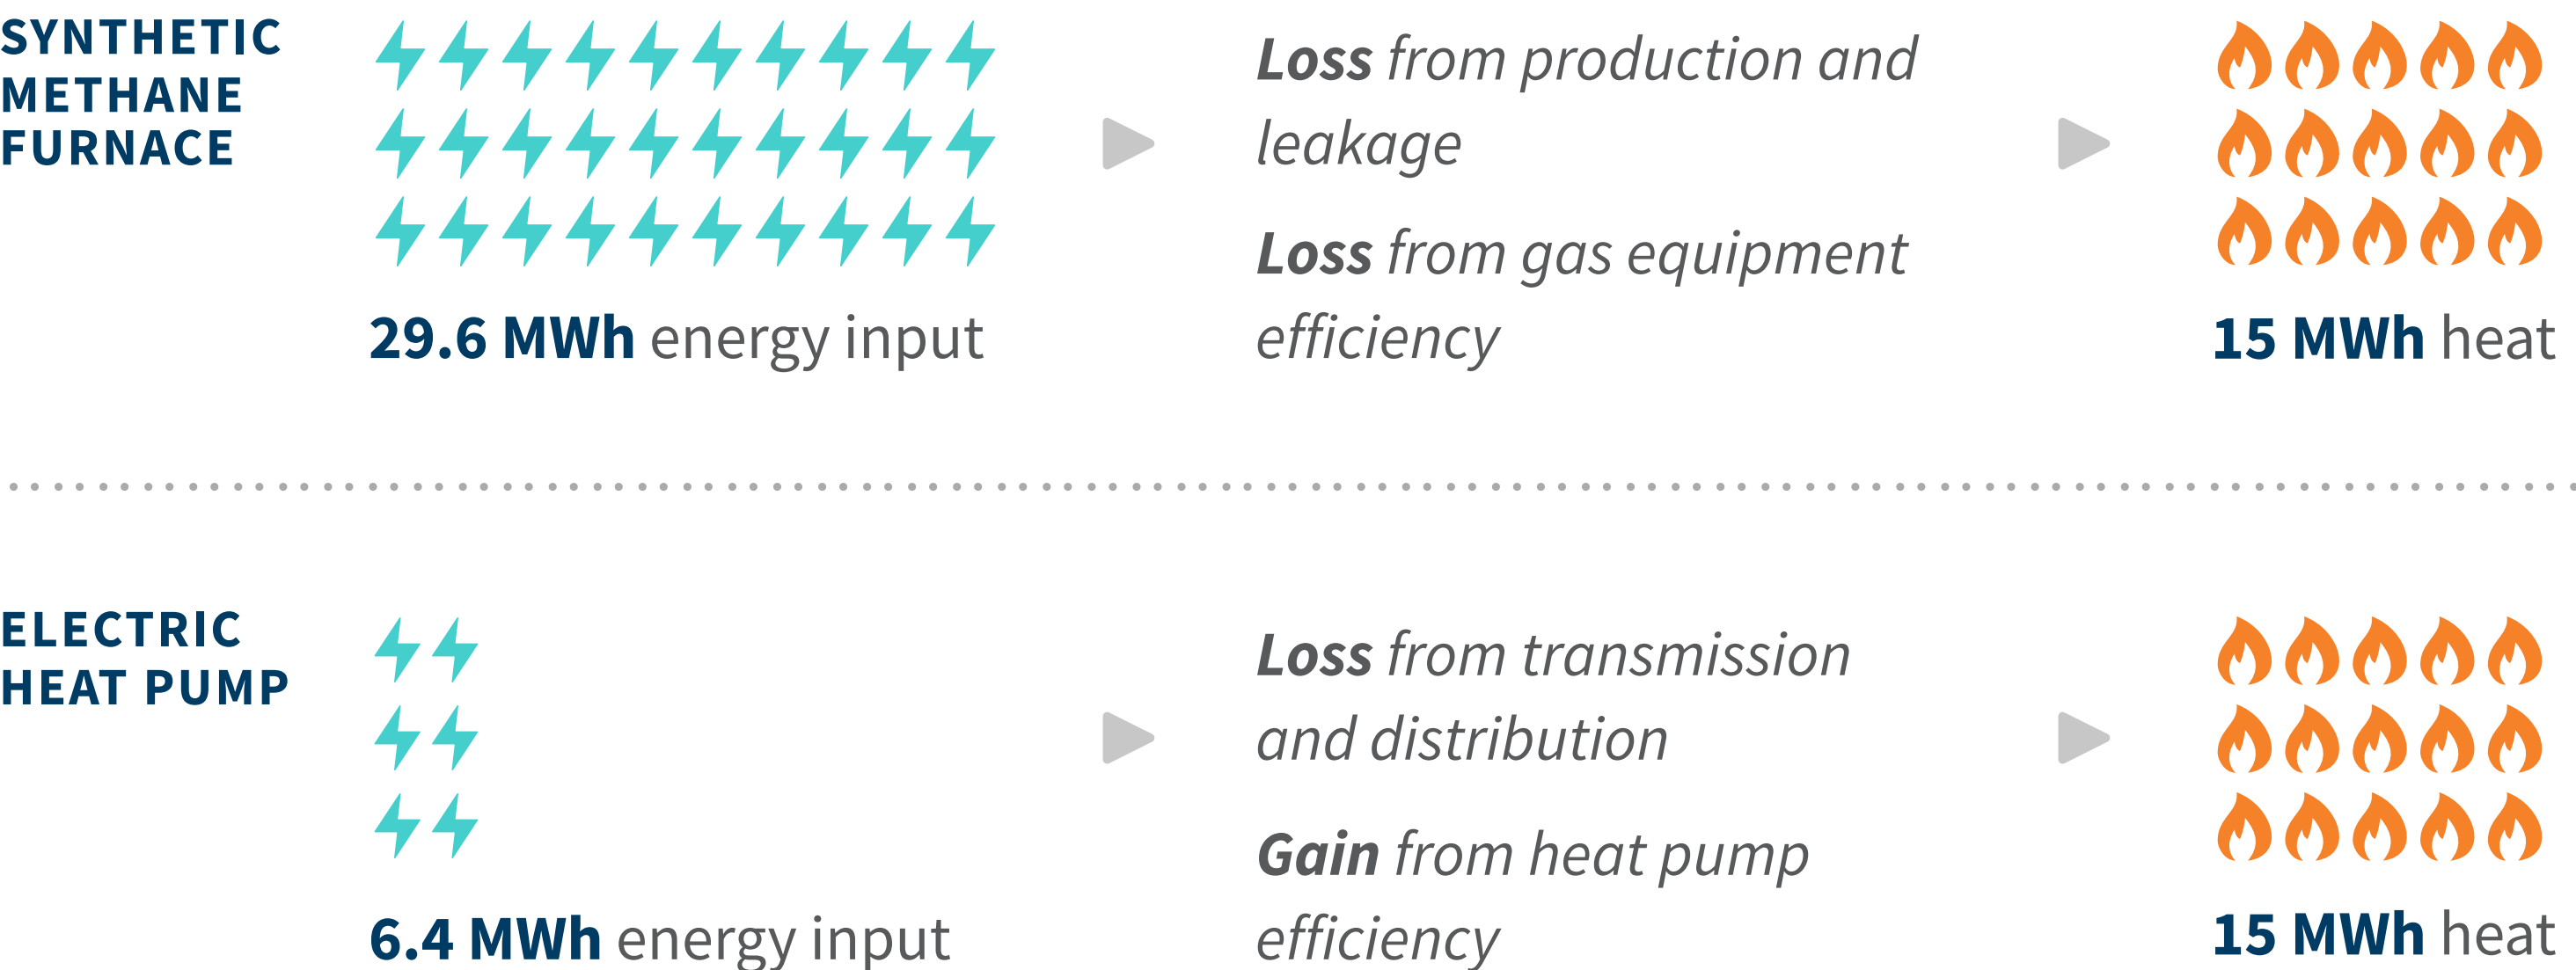 SYNTHETIC
METHANE
FURNACE
29.6 MWh energy input
Loss from production and
leakage
Loss from gas equipment
efficiency
15 MWh heat
ELECTRIC
HEAT PUMP
6.4 MWh energy input
Loss from transmission
and distribution
Gain from heat pump
efficiency
15 MWh heat